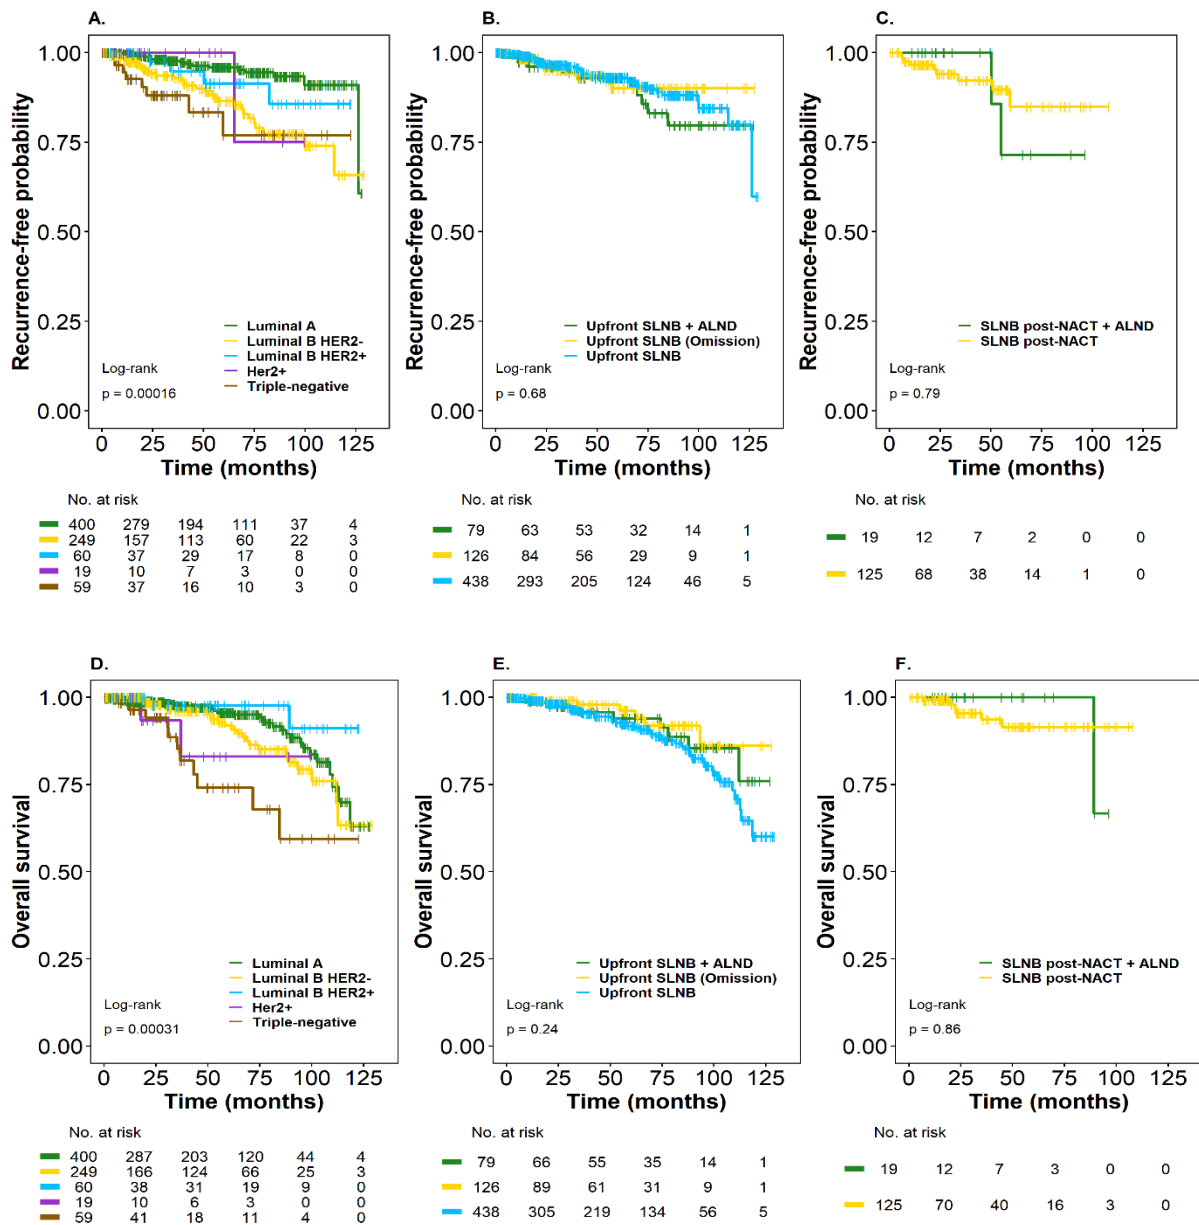 A.
Recurrence-free probability
1.00
0.75
0.50
0.25
0.00
Luminal A
Luminal B HER2-
Luminal B HER2+
Her2+
Triple-negative
Log-rank
p = 0.00016
0 25 50 75 100 125
Time (months)
No. at risk
400 279 194 111 37 4
249 157 113 60 22 3
60 37 29 17 8 0
19 10 7 3 0 0
59 37 16 10 3 0
B.
Recurrence-free probability
1.00
0.75
0.50
0.25
0.00
Upfront SLNB + ALND
Upfront SLNB (Omission)
Upfront SLNB
Log-rank
p = 0.68
0 25 50 75 100 125
Time (months)
No. at risk
79 63 53 32 14 1
126 84 56 29 9 1
438 293 205 124 46 5
C.
Recurrence-free probability
1.00
0.75
0.50
0.25
0.00
SLNB post-NACT + ALND
SLNB post-NACT
Log-rank
p = 0.79
0 25 50 75 100 125
Time (months)
No. at risk
19 12 7 2 0 0
125 68 38 14 1 0
D.
Overall survival
1.00
0.75
0.50
0.25
0.00
Luminal A
Luminal B HER2-
Luminal B HER2+
Her2+
Triple-negative
Log-rank
p = 0.00031
0 25 50 75 100 125
Time (months)
No. at risk
400 287 203 120 44 4
249 166 124 66 25 3
60 38 31 19 9 0
19 10 6 3 0 0
59 41 18 11 4 0
E.
Overall survival
1.00
0.75
0.50
0.25
0.00
Upfront SLNB + ALND
Upfront SLNB (Omission)
Upfront SLNB
Log-rank
p = 0.24
0 25 50 75 100 125
Time (months)
No. at risk
79 66 55 35 14 1
126 89 61 31 9 1
438 305 219 134 56 5
F.
Overall survival
1.00
0.75
0.50
0.25
0.00
SLNB post-NACT + ALND
SLNB post-NACT
Log-rank
p = 0.86
0 25 50 75 100 125
Time (months)
No. at risk
19 12 7 3 0 0
125 70 40 16 3 0